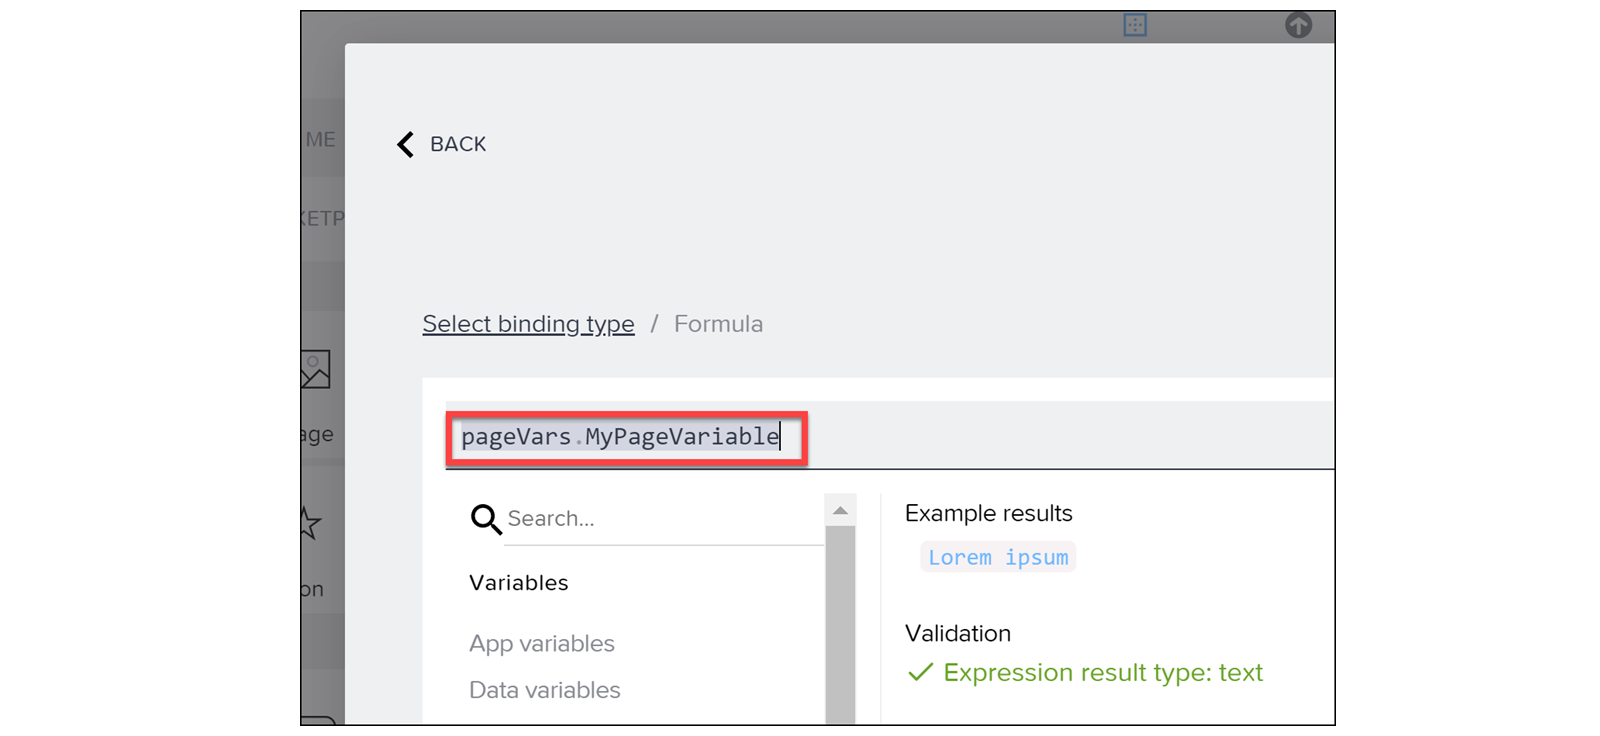 BACK
ME
KETP
Select binding type / Formula
pageVars.MyPageVariable
age
Search...
Example results
Lorem ipsum
on
Variables
Validation
App variables
Expression result type: text
Data variables